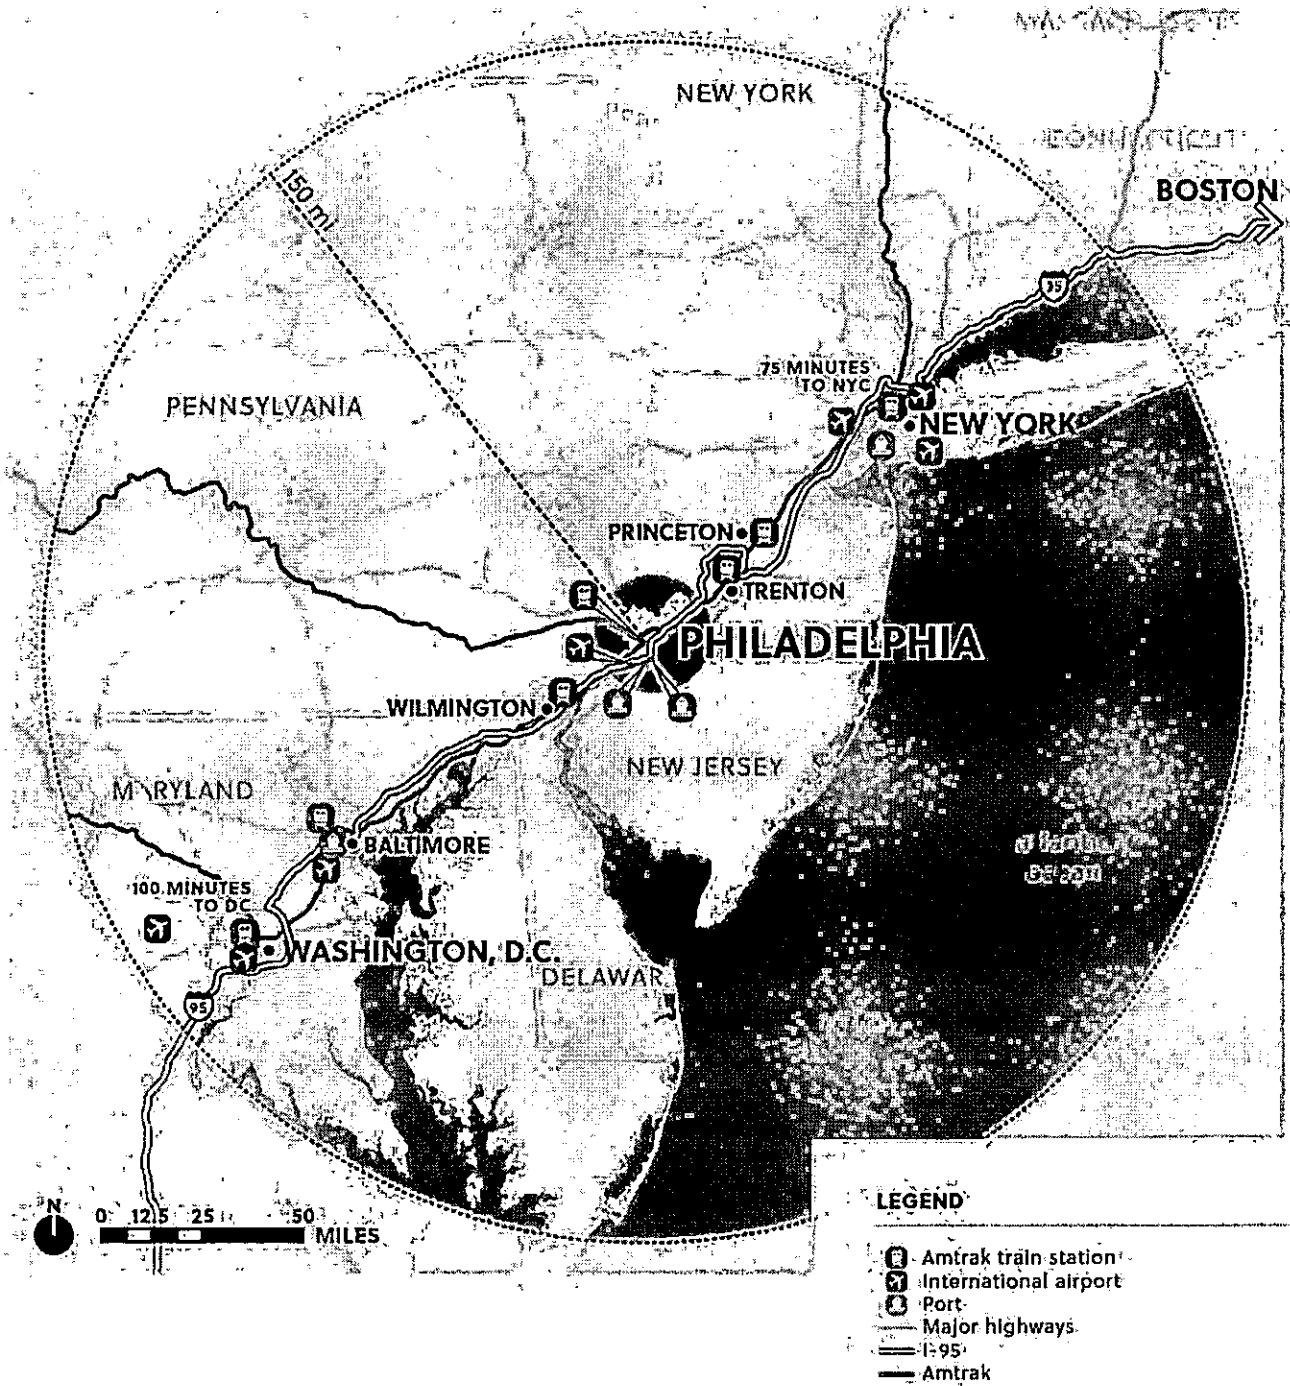 NEW YORK
BOSTON
150 mi.
95
75 MINUTES
TO NYC
PENNSYLVANIA
NEW YORK
PRINCETON
TRENTON
PHILADELPHIA
WILMINGTON
NEW JERSEY
MARYLAND
BALTIMORE
100 MINUTES
TO DC
WASHINGTON, D.C.
DELAWAR
95
N
0 12.5 25 50
MILES
LEGEND
Amtrak train station
International airport
Port
Major highways
I-95
Amtrak